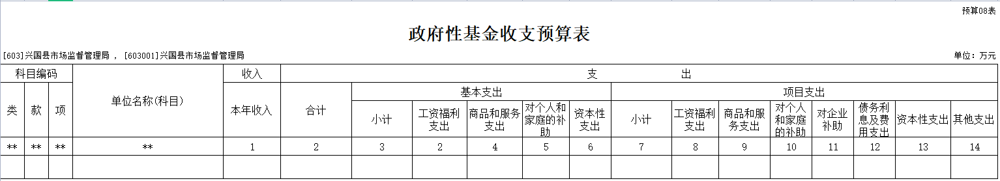 预算08表
政府性基金收支预算表
[603]兴国县市场监督管理局 , [603001]兴国县市场监督管理局 单位: 万元
科目编码 单位名称(科目) 收入 支 出
类 款 项 本年收入 合计 基本支出 项目支出
小计 工资福利支出 商品和服务支出 对个人和家庭的补助 资本性支出 小计 工资福利支出 商品和服务支出 对个人和家庭的补助 对企业补助 债务利息及费用支出 资本性支出 其他支出
** ** ** ** 1 2 3 2 4 5 6 7 8 9 10 11 12 13 14